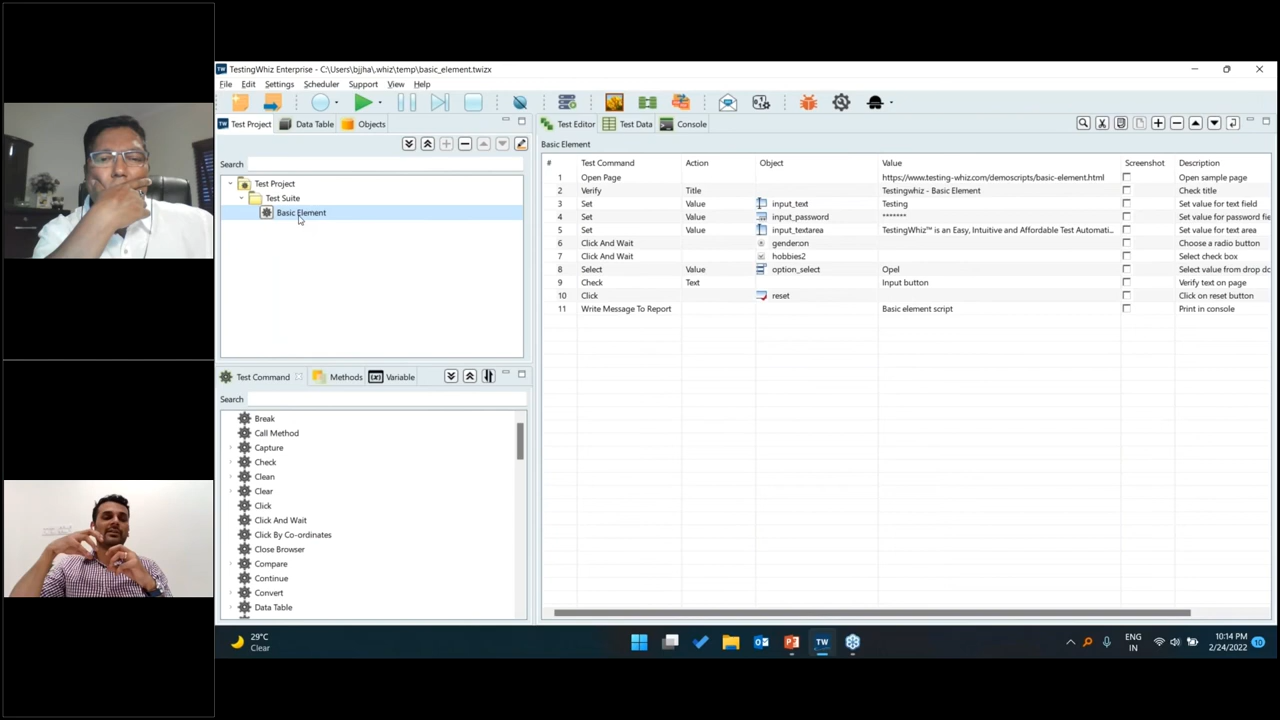 TestingWhiz Enterprise - C:\Users\bjjha\.whiz\temp\basic_element.twizx
File Edit Settings Scheduler Support View Help
Test Project Data Table Objects
Search
Test Project
Test Suite
Basic Element
Test Command Methods Variable
Search
Break
Call Method
Capture
Check
Clean
Clear
Click
Click And Wait
Click By Co-ordinates
Close Browser
Compare
Continue
Convert
Data Table
Test Editor Test Data Console
Basic Element
# Test Command Action Object Value Screenshot Description
1 Open Page https://www.testing-whiz.com/demoscripts/basic-element.html Open sample page
2 Verify Title Testingwhiz - Basic Element Check title
3 Set Value input_text Testing Set value for text field
4 Set Value input_password ******* Set value for password fie
5 Set Value input_textarea TestingWhiz™ is an Easy, Intuitive and Affordable Test Automati... Set value for text area
6 Click And Wait gender:on Choose a radio button
7 Click And Wait hobbies2 Select check box
8 Select Value option_select Opel Select value from drop do
9 Check Text Input button Verify text on page
10 Click reset Click on reset button
11 Write Message To Report Basic element script Print in console
29°C
Clear
TW
ENG
IN
10:14 PM
2/24/2022
10